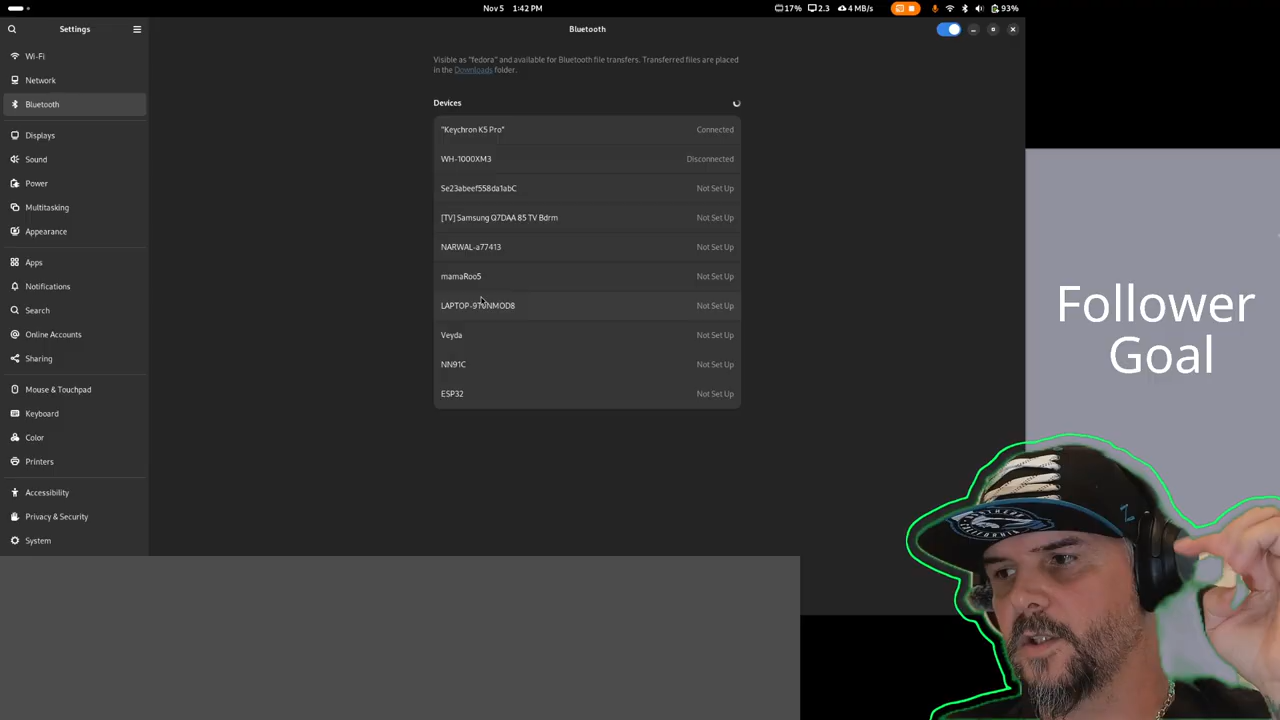 Nov 5 1:42 PM
17% 2.3 4 MB/s 93%
Settings
Bluetooth
Wi-Fi
Network
Bluetooth
Displays
Sound
Power
Multitasking
Appearance
Apps
Notifications
Search
Online Accounts
Sharing
Mouse & Touchpad
Keyboard
Color
Printers
Accessibility
Privacy & Security
System
Visible as "fedora" and available for Bluetooth file transfers. Transferred files are placed
in the Downloads folder.
Devices
"Keychron K5 Pro" Connected
WH-1000XM3 Disconnected
Se23abeef558da1abC Not Set Up
[TV] Samsung Q7DAA 85 TV Bdrm Not Set Up
NARWAL-a77413 Not Set Up
mamaRoo5 Not Set Up
Not Set Up
Veyda Not Set Up
NN91C Not Set Up
ESP32 Not Set Up
Follower
Goal
CALIFORNIA